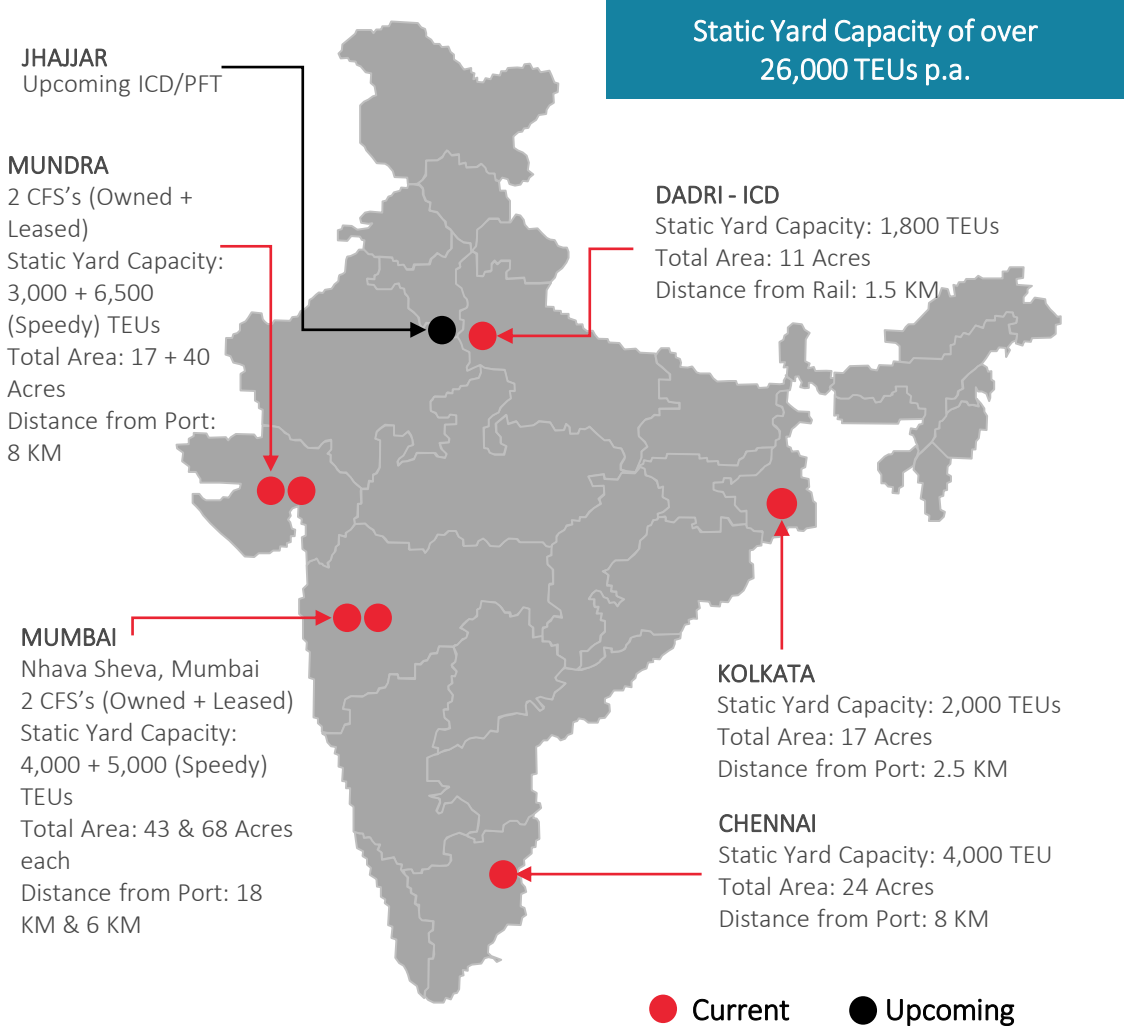 Static Yard Capacity of over
26,000 TEUs p.a.
JHAJJAR
Upcoming ICD/PFT
MUNDRA
2 CFS’s (Owned +
Leased)
Static Yard Capacity:
3,000 + 6,500
(Speedy) TEUs
Total Area: 17 + 40
Acres
Distance from Port:
8 KM
DADRI - ICD
Static Yard Capacity: 1,800 TEUs
Total Area: 11 Acres
Distance from Rail: 1.5 KM
MUMBAI
Nhava Sheva, Mumbai
2 CFS’s (Owned + Leased)
Static Yard Capacity:
4,000 + 5,000 (Speedy)
TEUs
Total Area: 43 & 68 Acres
each
Distance from Port: 18
KM & 6 KM
KOLKATA
Static Yard Capacity: 2,000 TEUs
Total Area: 17 Acres
Distance from Port: 2.5 KM
CHENNAI
Static Yard Capacity: 4,000 TEU
Total Area: 24 Acres
Distance from Port: 8 KM
Current
Upcoming